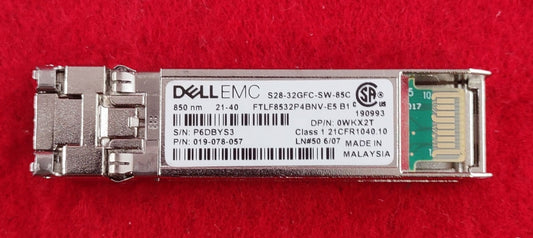 DELLEMC S28-32GFC-SW-85C
850 nm 21-40 FTLF8532P4BNV-E5 B1
190993
DP/N: 0WKX2T
S/N: P6DBYS3 Class 1 21CFR1040.10
P/N: 019-078-057 LN#50 6/07 MADE IN
MALAYSIA